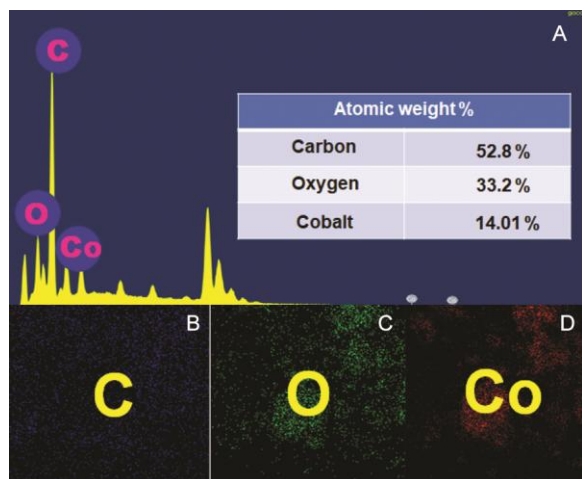 A
C
Atomic weight%
Carbon 52.8%
Oxygen 33.2%
Cobalt 14.01%
O
Co
B
C
C
O
D
Co